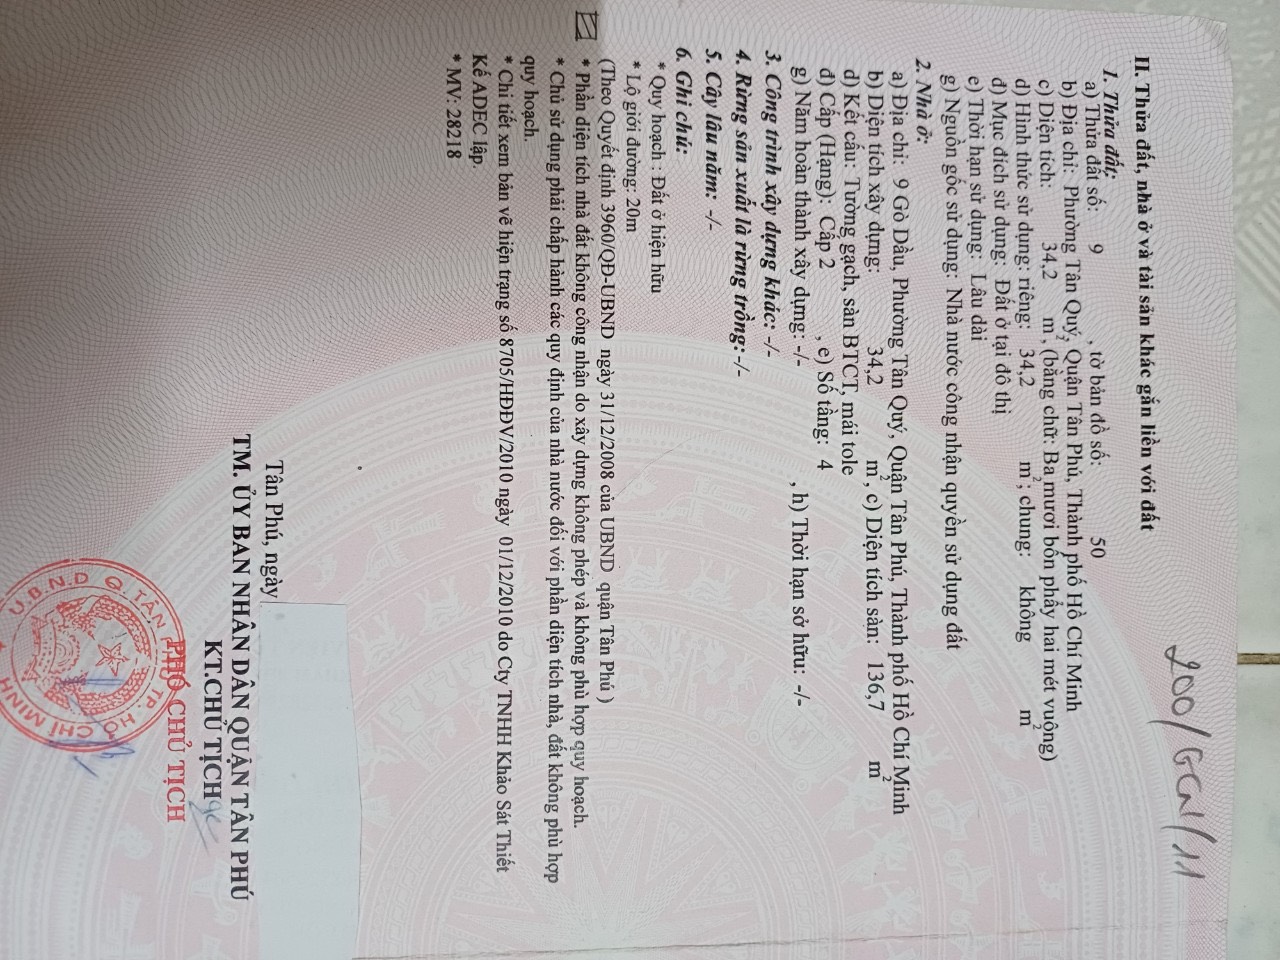 200/GCN/11
II. Thửa đất, nhà ở và tài sản khác gắn liền với đất
1. Thửa đất:
a) Thửa đất số: 9 , tờ bản đồ số: 50
b) Địa chỉ: Phường Tân Quý, Quận Tân Phú, Thành phố Hồ Chí Minh
c) Diện tích: 34,2 m², (bằng chữ: Ba mươi bốn phẩy hai mét vuông)
d) Hình thức sử dụng: riêng: 34,2 m²; chung: không m²
đ) Mục đích sử dụng: Đất ở tại đô thị
e) Thời hạn sử dụng: Lâu dài
g) Nguồn gốc sử dụng: Nhà nước công nhận quyền sử dụng đất
2. Nhà ở:
a) Địa chỉ: 9 Gò Dầu, Phường Tân Quý, Quận Tân Phú, Thành phố Hồ Chí Minh
b) Diện tích xây dựng: 34,2 m², c) Diện tích sàn: 136,7 m²
d) Kết cấu: Tường gạch, sàn BTCT, mái tole
đ) Cấp (Hạng): Cấp 2 , e) Số tầng: 4
g) Năm hoàn thành xây dựng: -/- , h) Thời hạn sở hữu: -/-
3. Công trình xây dựng khác: -/-
4. Rừng sản xuất là rừng trồng: -/-
5. Cây lâu năm: -/-
6. Ghi chú:
* Quy hoạch : Đất ở hiện hữu
* Lộ giới đường: 20m
(Theo Quyết định 3960/QĐ-UBND ngày 31/12/2008 của UBND quận Tân Phú )
* Phần diện tích nhà đất không công nhận do xây dựng không phép và không phù hợp quy hoạch.
* Chủ sử dụng phải chấp hành các quy định của nhà nước đối với phần diện tích nhà, đất không phù hợp
quy hoạch.
* Chi tiết xem bản vẽ hiện trạng số 8705/HĐĐV/2010 ngày 01/12/2010 do Cty TNHH Khảo Sát Thiết
Kế ADEC lập.
* MV: 28218
Tân Phú, ngày
TM. ỦY BAN NHÂN DÂN QUẬN TÂN PHÚ
KT.CHỦ TỊCH
PHÓ CHỦ TỊCH
U.B.N.D Q. TÂN PHÚ TP. HỒ CHÍ MINH